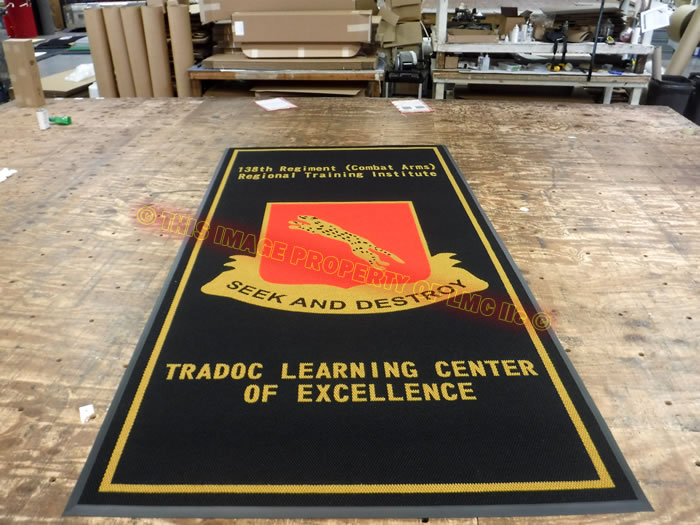 138th Regiment (Combat Arms)
Regional Training Institute
© THIS IMAGE PROPERTY OF LMC llc ©
SEEK AND DESTROY
TRADOC LEARNING CENTER
OF EXCELLENCE